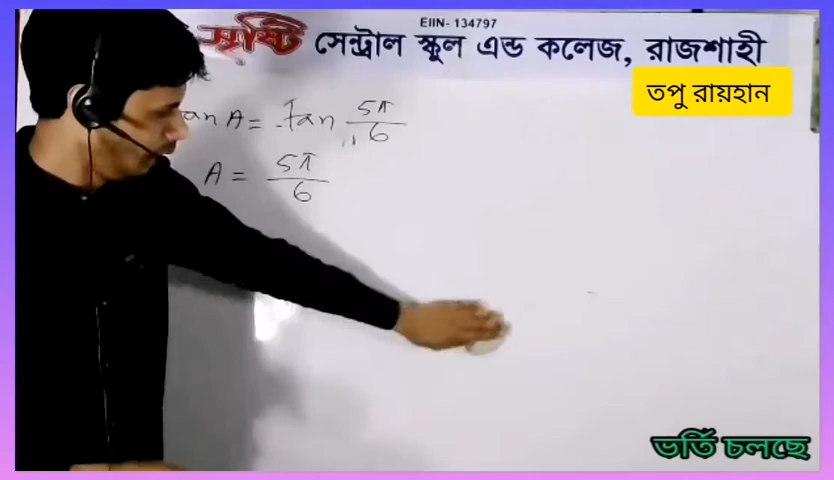 EIIN- 134797
সৃষ্টি সেন্ট্রাল স্কুল এন্ড কলেজ, রাজশাহী
তপু রায়হান
an A = tan 5π/6
A = 5π/6
ভর্তি চলছে